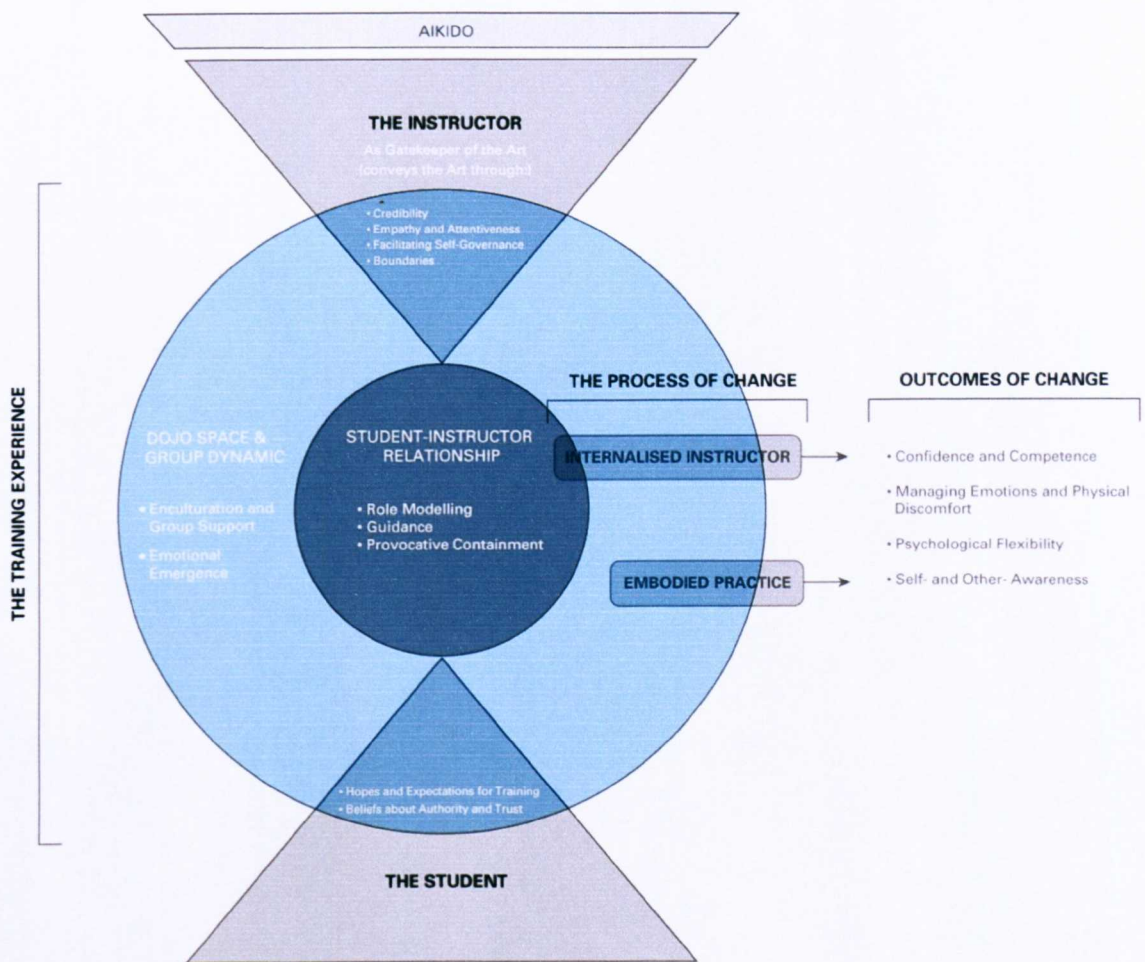 AIKIDO
THE INSTRUCTOR
As Gatekeeper of the Art
(conveys the Art through:)
• Credibility
• Empathy and Attentiveness
• Facilitating Self-Governance
• Boundaries
THE TRAINING EXPERIENCE
DOJO SPACE &
GROUP DYNAMIC
• Enculturation and
Group Support
• Emotional
Emergence
STUDENT-INSTRUCTOR
RELATIONSHIP
• Role Modelling
• Guidance
• Provocative Containment
THE PROCESS OF CHANGE
INTERNALISED INSTRUCTOR
EMBODIED PRACTICE
OUTCOMES OF CHANGE
• Confidence and Competence
• Managing Emotions and Physical
Discomfort
• Psychological Flexibility
• Self- and Other- Awareness
• Hopes and Expectations for Training
• Beliefs about Authority and Trust
THE STUDENT